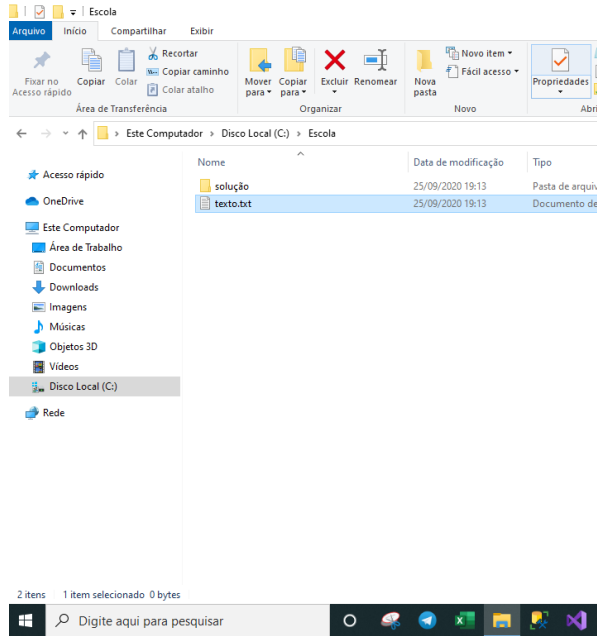 Escola
Arquivo Início Compartilhar Exibir
Fixar no Acesso rápido
Copiar
Colar
Recortar
Copiar caminho
Colar atalho
Mover para
Copiar para
Excluir
Renomear
Nova pasta
Novo item
Fácil acesso
Propriedades
Área de Transferência Organizar Novo Abri
Este Computador > Disco Local (C:) > Escola
Nome Data de modificação Tipo
solução 25/09/2020 19:13 Pasta de arquiv
texto.txt 25/09/2020 19:13 Documento de
Acesso rápido
OneDrive
Este Computador
Área de Trabalho
Documentos
Downloads
Imagens
Músicas
Objetos 3D
Vídeos
Disco Local (C:)
Rede
2 itens 1 item selecionado 0 bytes
Digite aqui para pesquisar